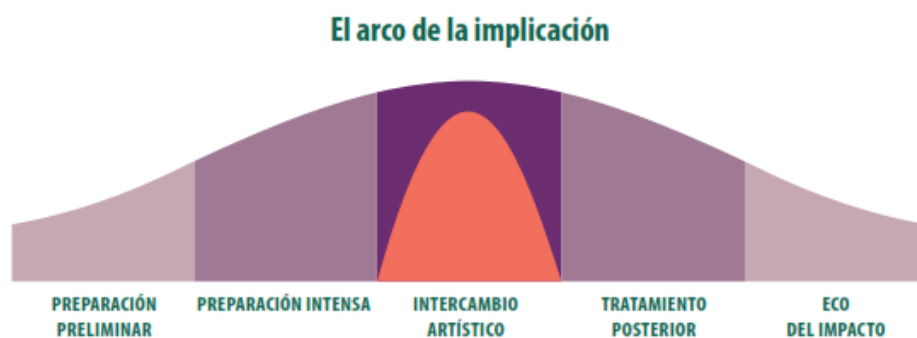 El arco de la implicación
PREPARACIÓN
PRELIMINAR
PREPARACIÓN INTENSA
INTERCAMBIO
ARTÍSTICO
TRATAMIENTO
POSTERIOR
ECO
DEL IMPACTO